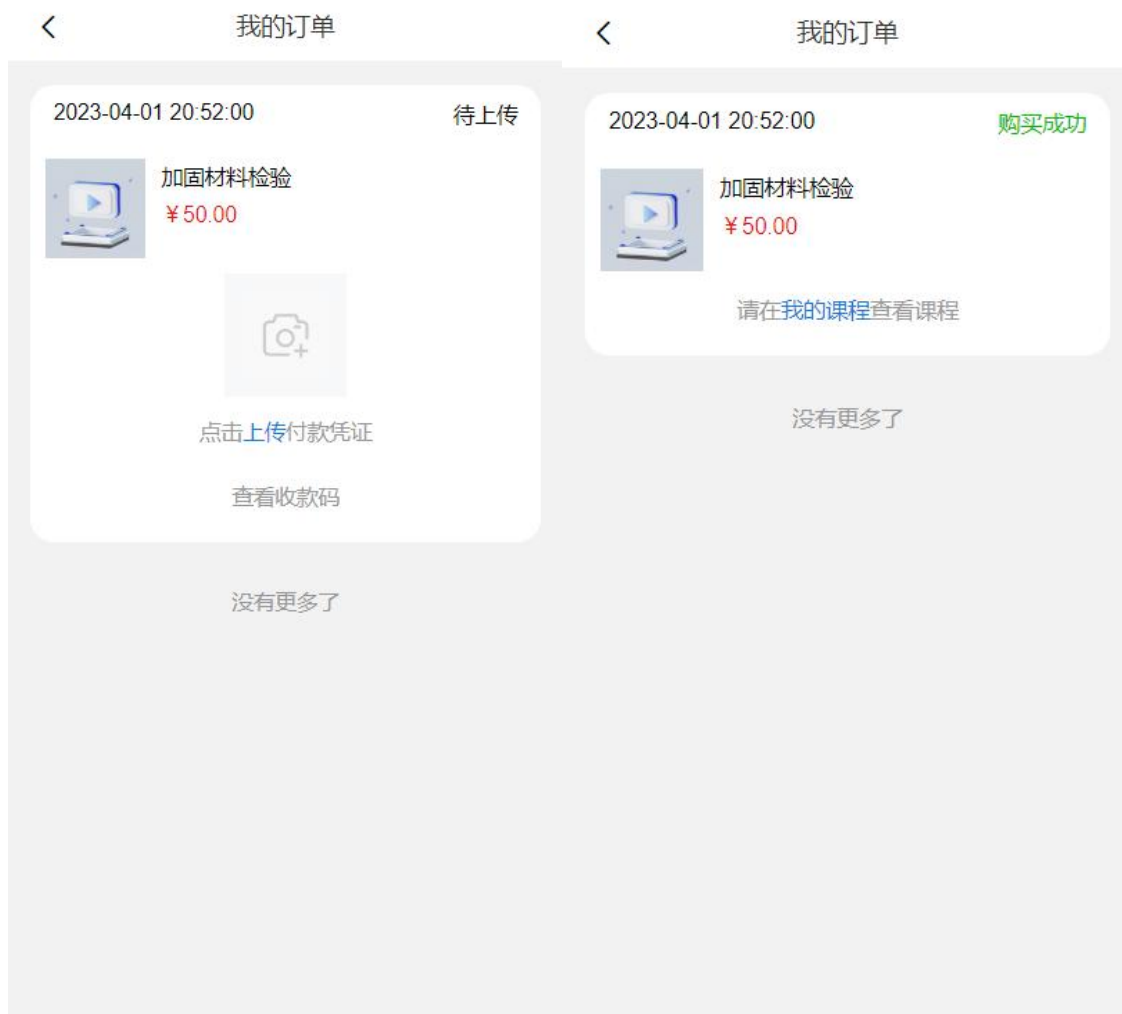 我的订单
2023-04-01 20:52:00 待上传
加固材料检验
￥50.00
点击上传付款凭证
查看收款码
没有更多了
我的订单
2023-04-01 20:52:00 购买成功
加固材料检验
￥50.00
请在我的课程查看课程
没有更多了